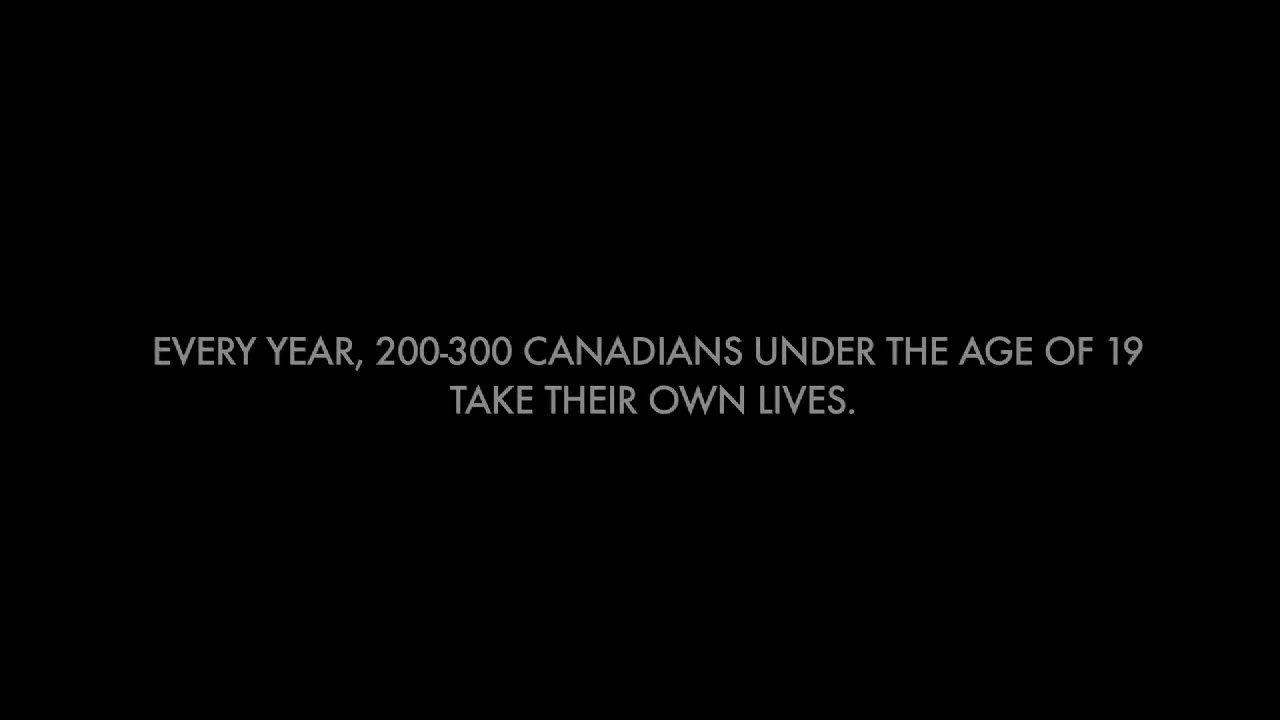 EVERY YEAR, 200-300 CANADIANS UNDER THE AGE OF 19
TAKE THEIR OWN LIVES.